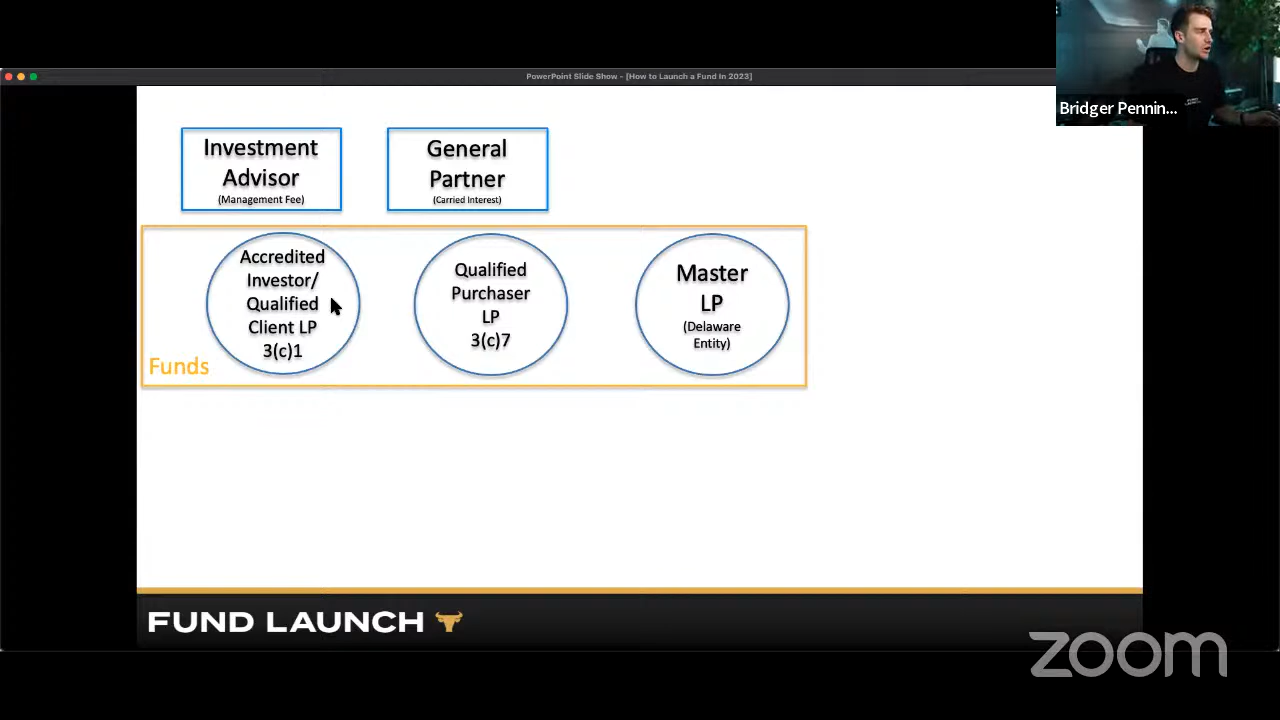 PowerPoint Slide Show - [How to Launch a Fund In 2023]
Bridger Pennin...
Investment
Advisor
(Management Fee)
General
Partner
(Carried Interest)
Accredited
Investor/
Qualified
Client LP
3(c)1
Qualified
Purchaser
LP
3(c)7
Master
LP
(Delaware
Entity)
Funds
FUND LAUNCH
zoom